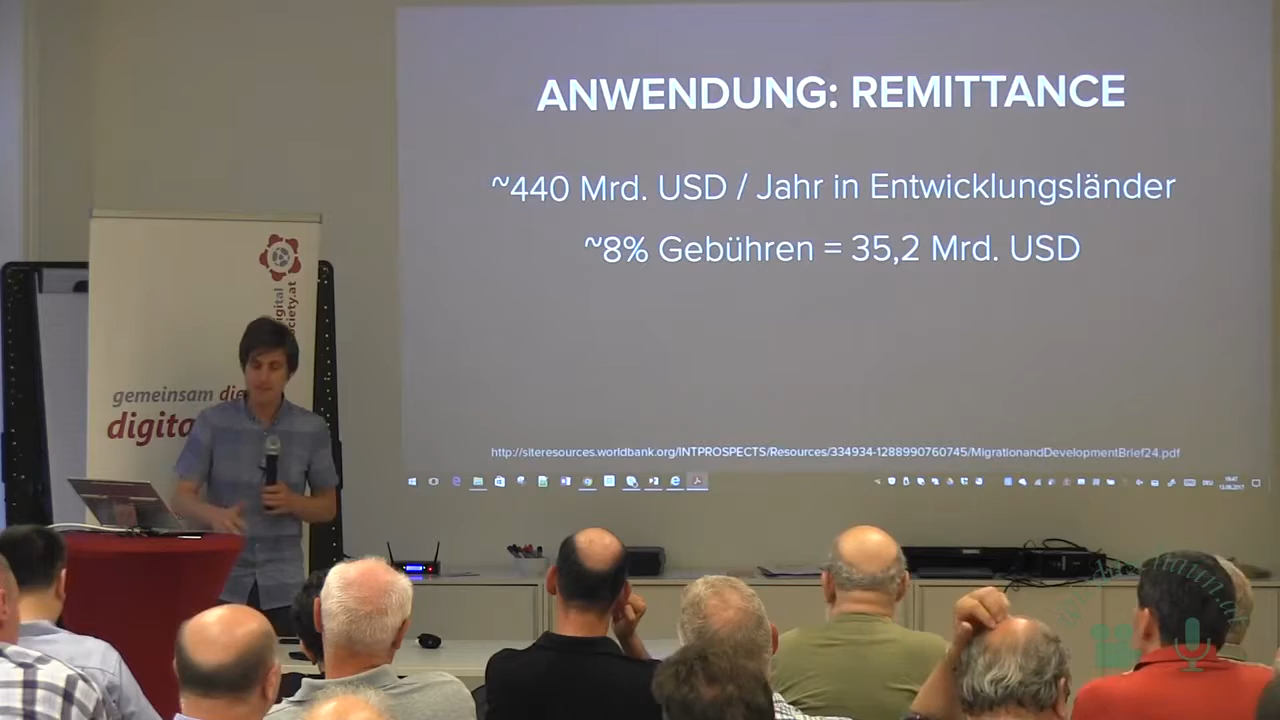 ANWENDUNG: REMITTANCE
~440 Mrd. USD / Jahr in Entwicklungsländer
~8% Gebühren = 35,2 Mrd. USD
http://siteresources.worldbank.org/INTPROSPECTS/Resources/334934-1288990760745/MigrationandDevelopmentBrief24.pdf
gemeinsam die